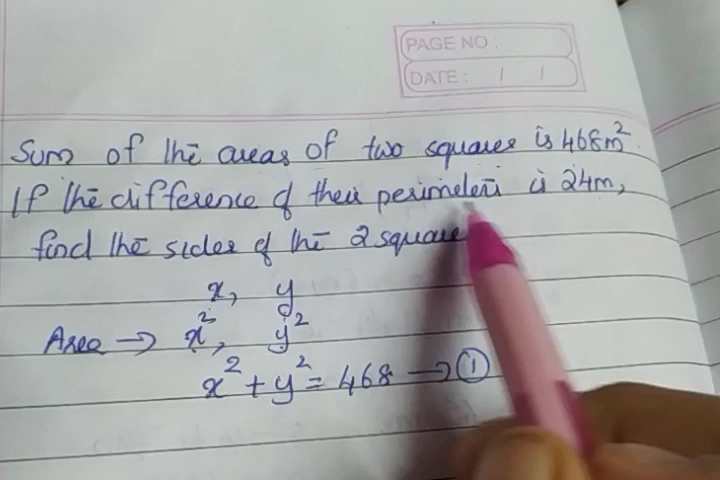 PAGE NO :
DATE : / /
Sum of the areas of two squares is 468m²
If the difference of their perimeters is 24m,
find the sides of the 2 square
x, y
Area → x², y²
x² + y² = 468 → ①